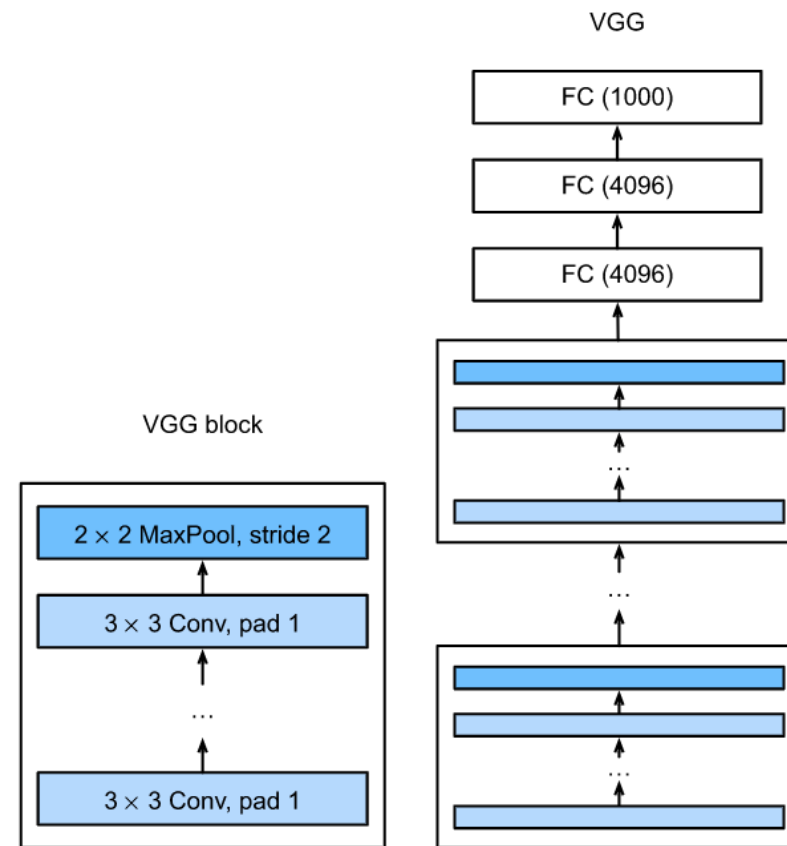 VGG
FC (1000)
FC (4096)
FC (4096)
...
...
...
VGG block
2 × 2 MaxPool, stride 2
3 × 3 Conv, pad 1
...
3 × 3 Conv, pad 1